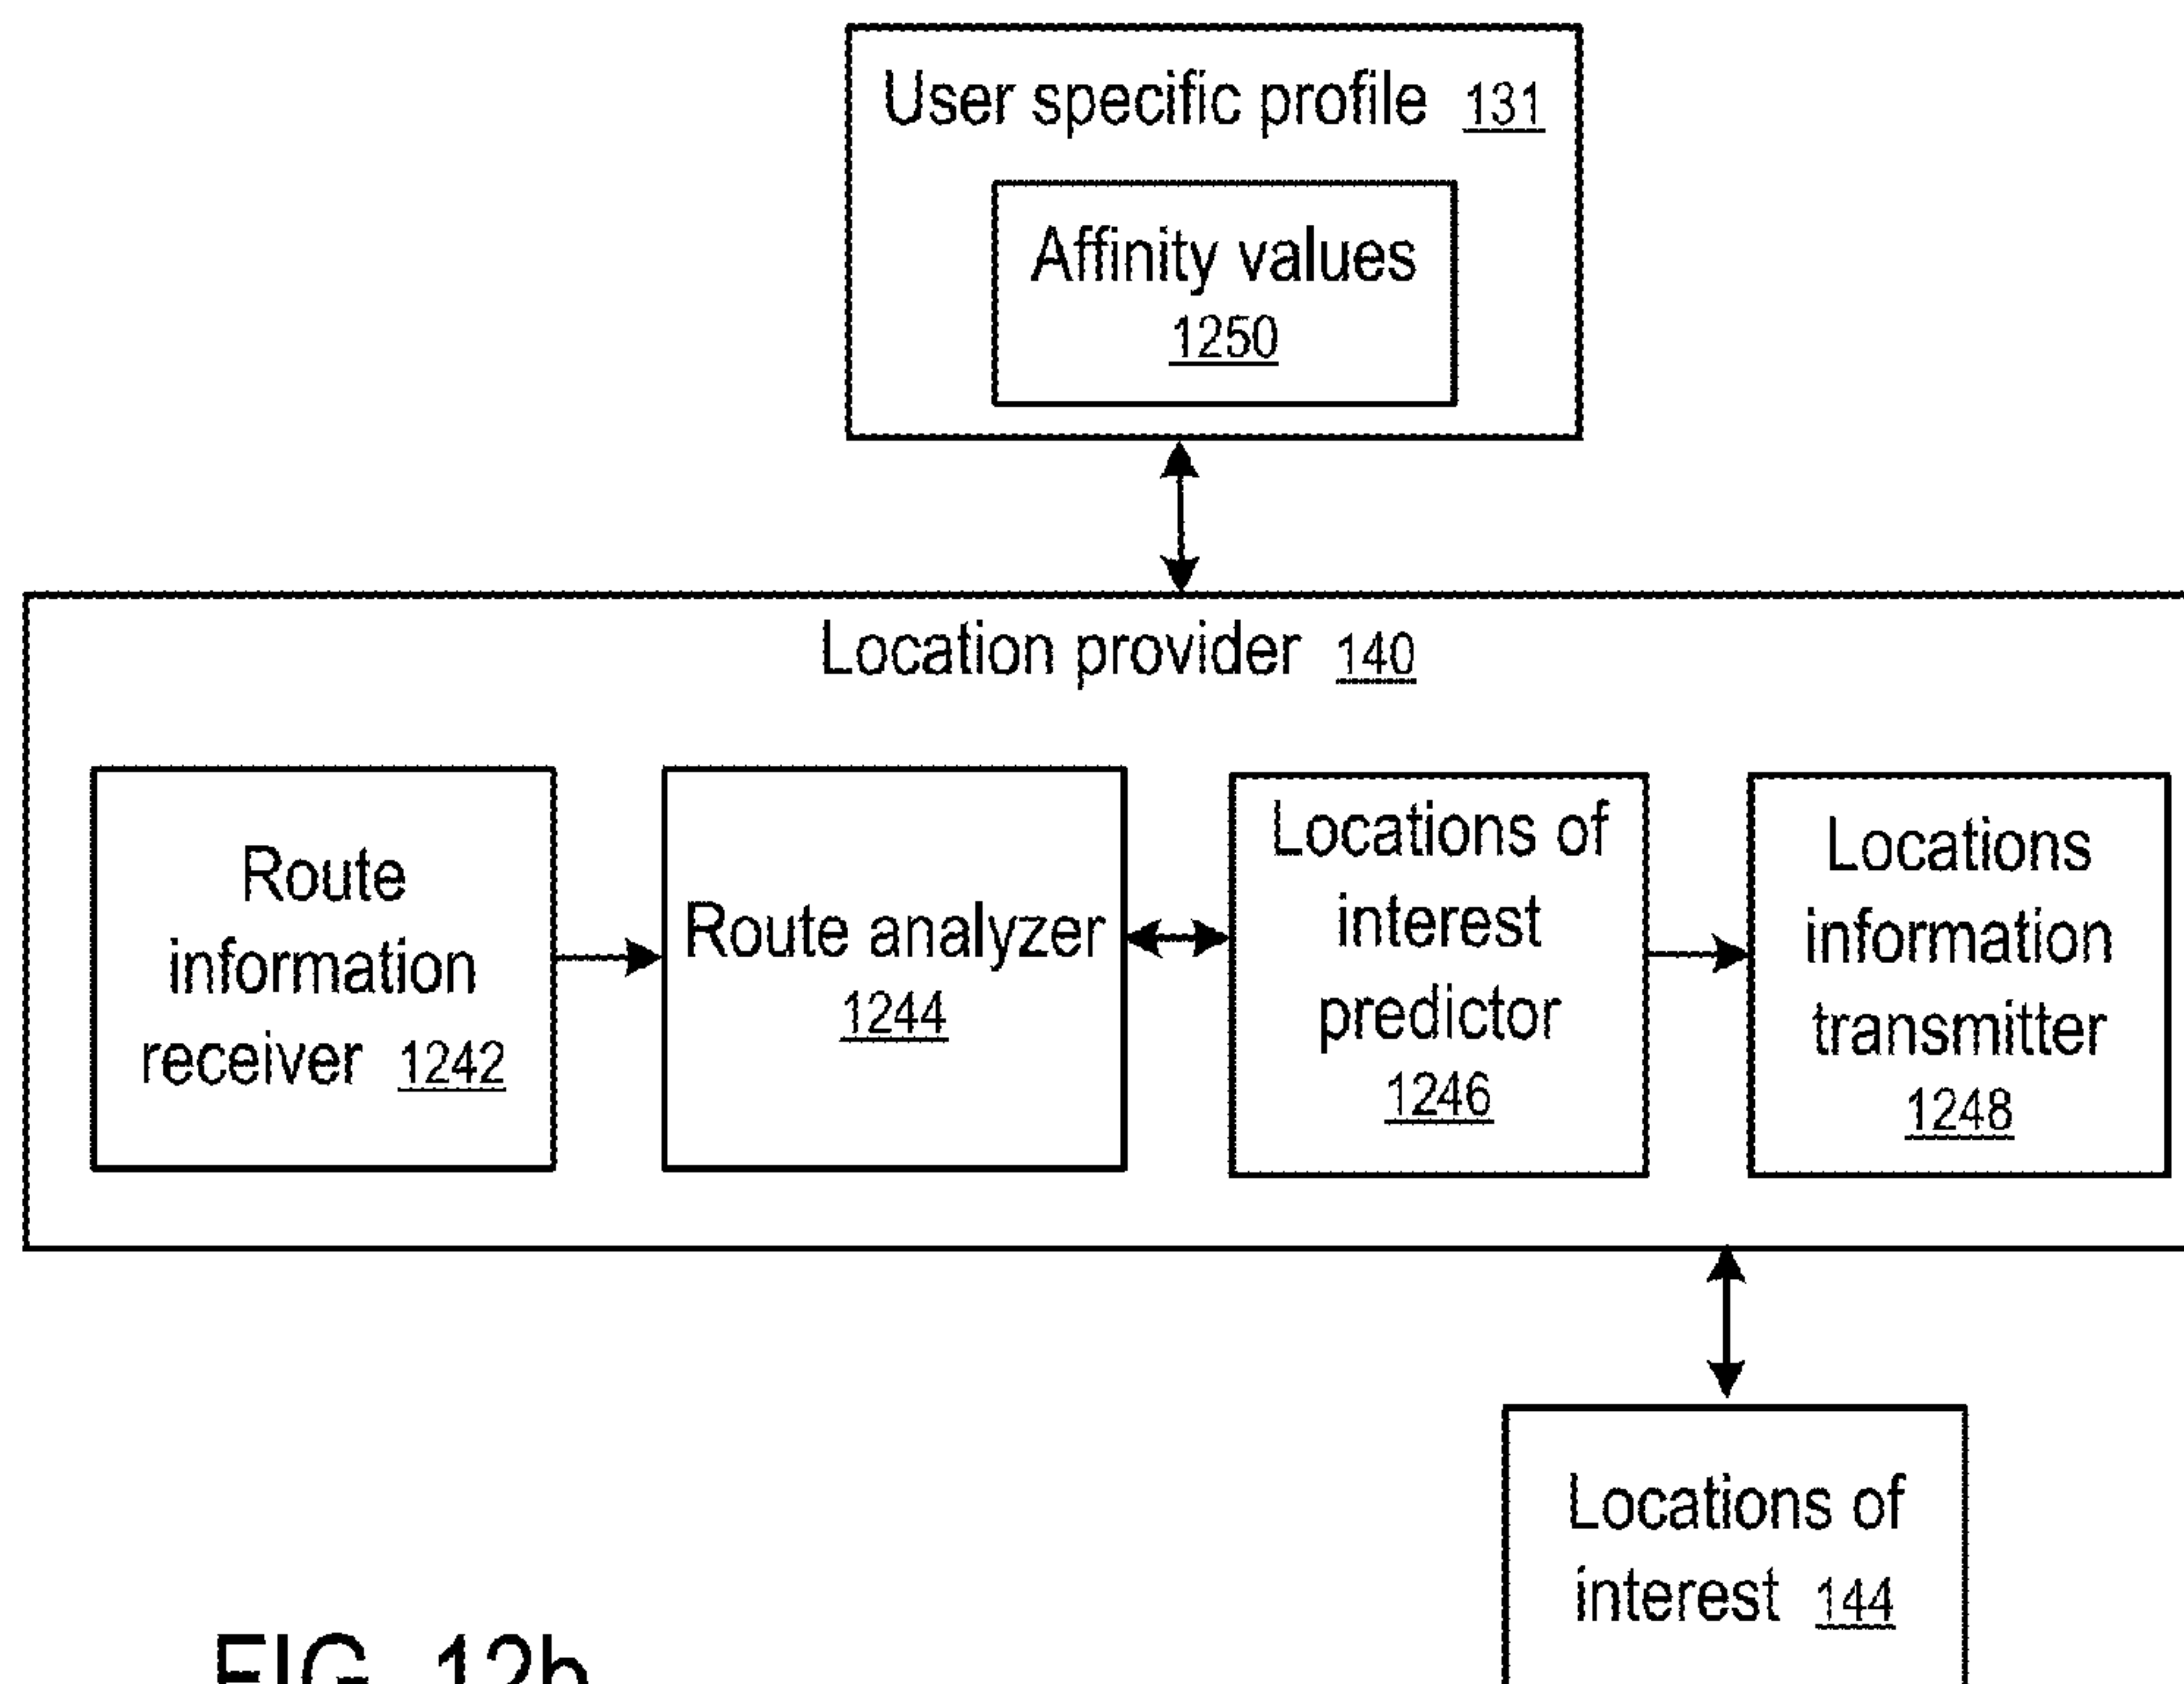 User specific profile 131
Affinity values
1250
Location provider 140
Route
information
receiver 1242
Route analyzer
1244
Locations of
interest
predictor
1246
Locations
information
transmitter
1248
Locations of
interest 144
FIG. 12b